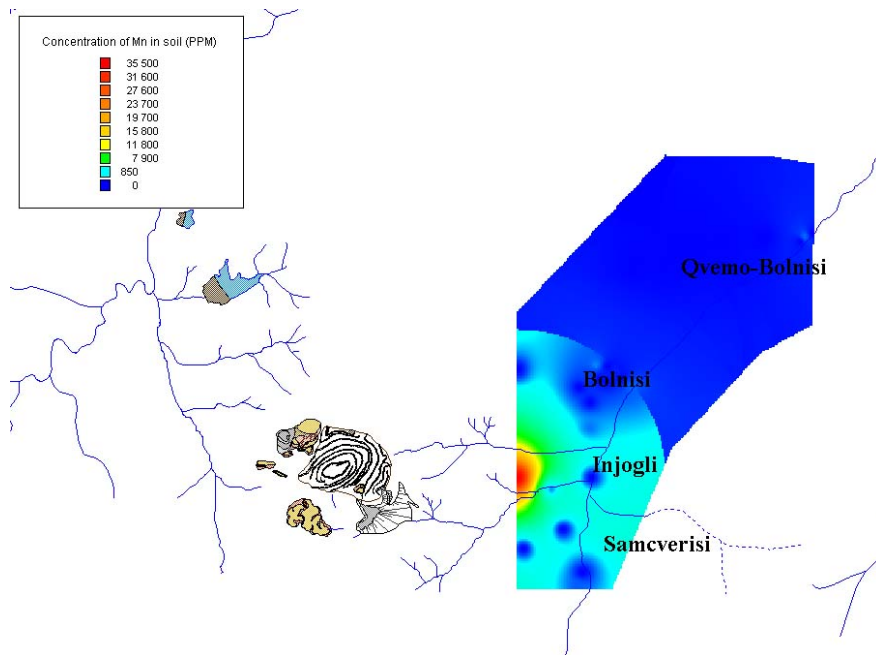 Concentration of Mn in soil (PPM)
35 500
31 600
27 600
23 700
19 700
15 800
11 800
7 900
850
0
Qvemo-Bolnisi
Bolnisi
Injogli
Samcverisi